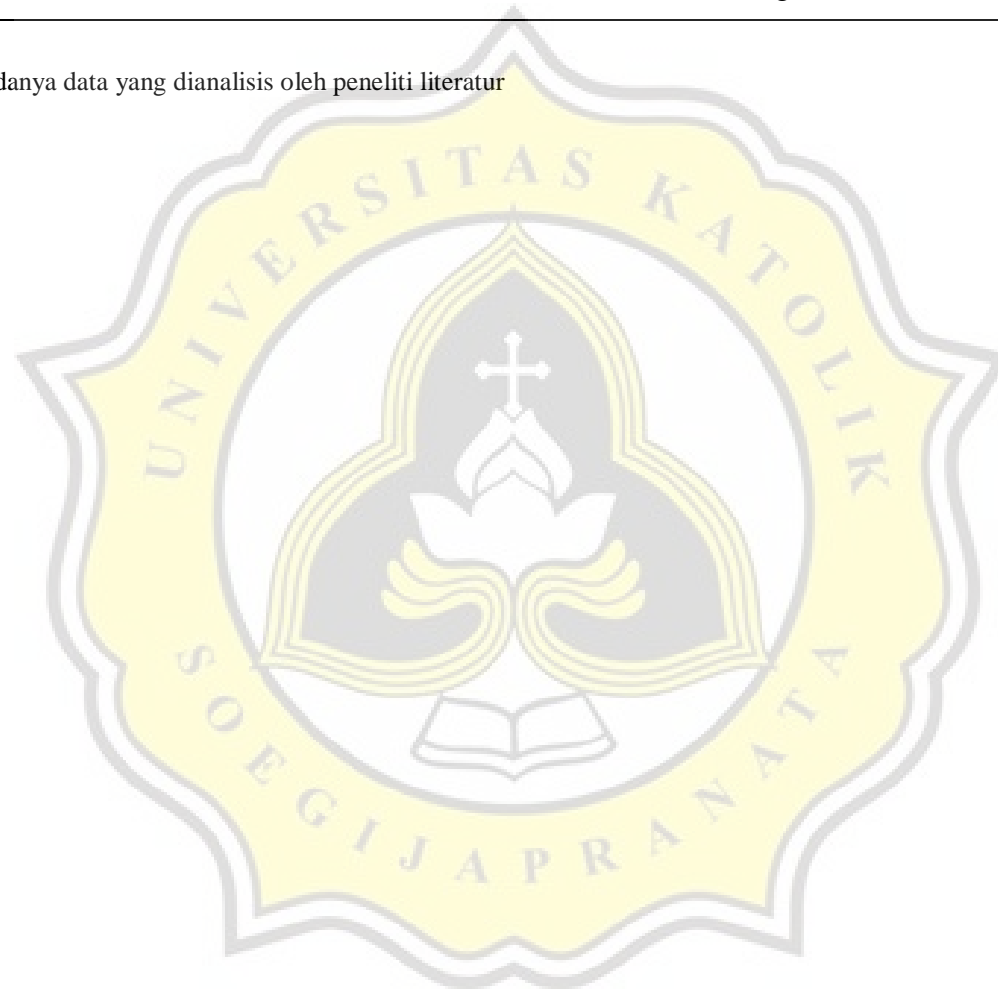 danya data yang dianalisis oleh peneliti literatur
UNIVERSITAS KATOLIK
SOEGIJAPRANATA